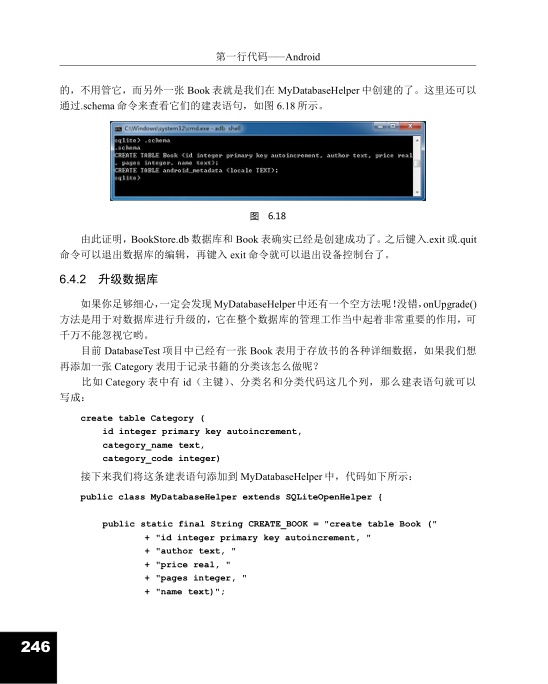 第一行代码——Android
的，不用管它，而另外一张 Book 表就是我们在 MyDatabaseHelper 中创建的了。这里还可以
通过.schema 命令来查看它们的建表语句，如图 6.18 所示。
C:\Windows\system32\cmd.exe - adb shell
sqlite> .schema
.schema
CREATE TABLE Book (id integer primary key autoincrement, author text, price real
, pages integer, name text);
CREATE TABLE android_metadata (locale TEXT);
sqlite>
图 6.18
由此证明，BookStore.db 数据库和 Book 表确实已经是创建成功了。之后键入.exit 或.quit
命令可以退出数据库的编辑，再键入 exit 命令就可以退出设备控制台了。
6.4.2 升级数据库
如果你足够细心，一定会发现 MyDatabaseHelper 中还有一个空方法呢！没错，onUpgrade()
方法是用于对数据库进行升级的，它在整个数据库的管理工作当中起着非常重要的作用，可
千万不能忽视它哟。
目前 DatabaseTest 项目中已经有一张 Book 表用于存放书的各种详细数据，如果我们想
再添加一张 Category 表用于记录书籍的分类该怎么做呢？
比如 Category 表中有 id（主键）、分类名和分类代码这几个列，那么建表语句就可以
写成：
create table Category (
id integer primary key autoincrement,
category_name text,
category_code integer)
接下来我们将这条建表语句添加到 MyDatabaseHelper 中，代码如下所示：
public class MyDatabaseHelper extends SQLiteOpenHelper {
public static final String CREATE_BOOK = "create table Book ("
+ "id integer primary key autoincrement, "
+ "author text, "
+ "price real, "
+ "pages integer, "
+ "name text)";
246